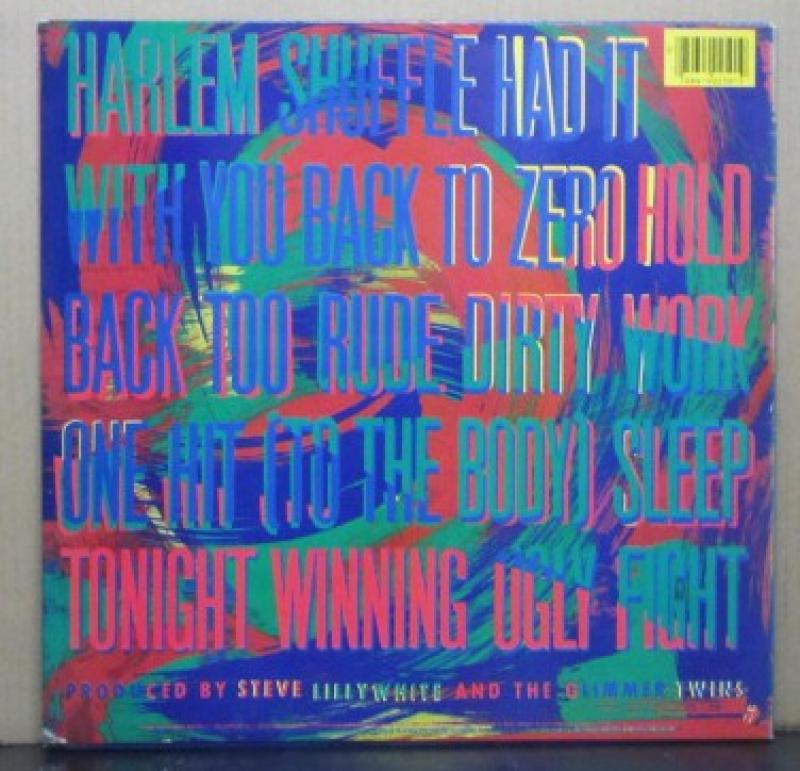 HARLEM SHUFFLE HAD IT
WITH YOU BACK TO ZERO HOLD
BACK TOO RUDE DIRTY WORK
ONE HIT (TO THE BODY) SLEEP
TONIGHT WINNING UGLY FIGHT
PRODUCED BY STEVE LILLYWHITE AND THE GLIMMER TWINS